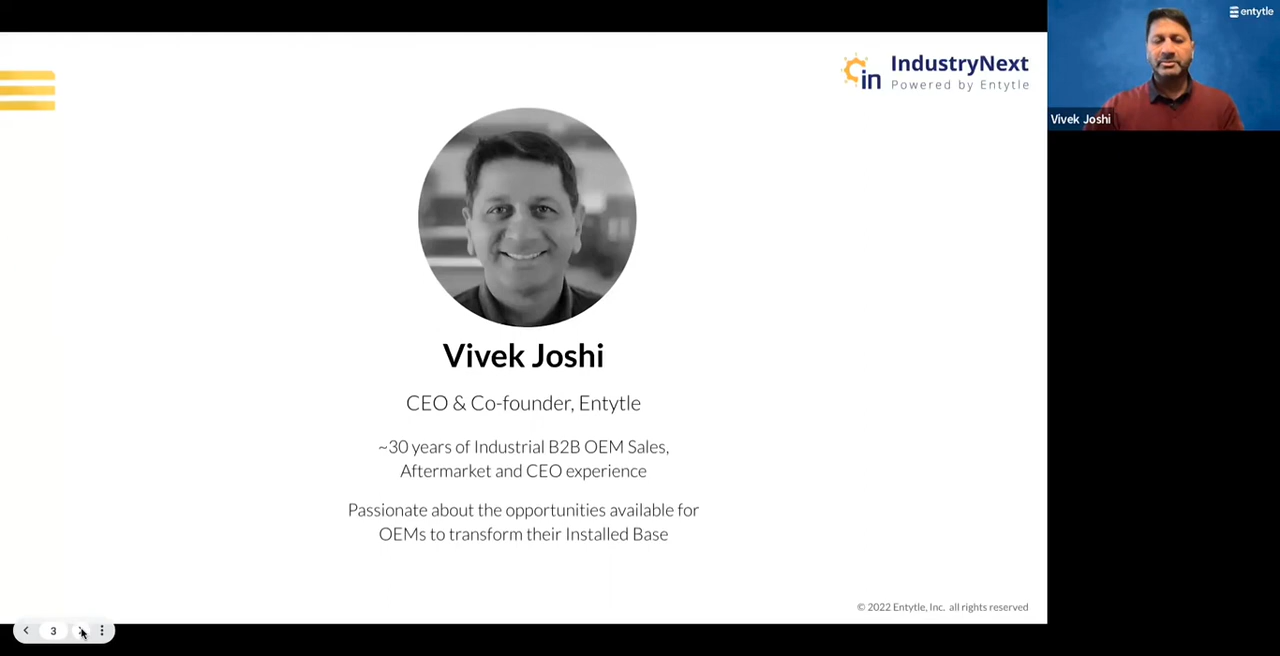 IndustryNext
Powered by Entytle
in
entytle
Vivek Joshi
Vivek Joshi
CEO & Co-founder, Entytle
~30 years of Industrial B2B OEM Sales,
Aftermarket and CEO experience
Passionate about the opportunities available for
OEMs to transform their Installed Base
© 2022 Entytle, Inc. all rights reserved
3